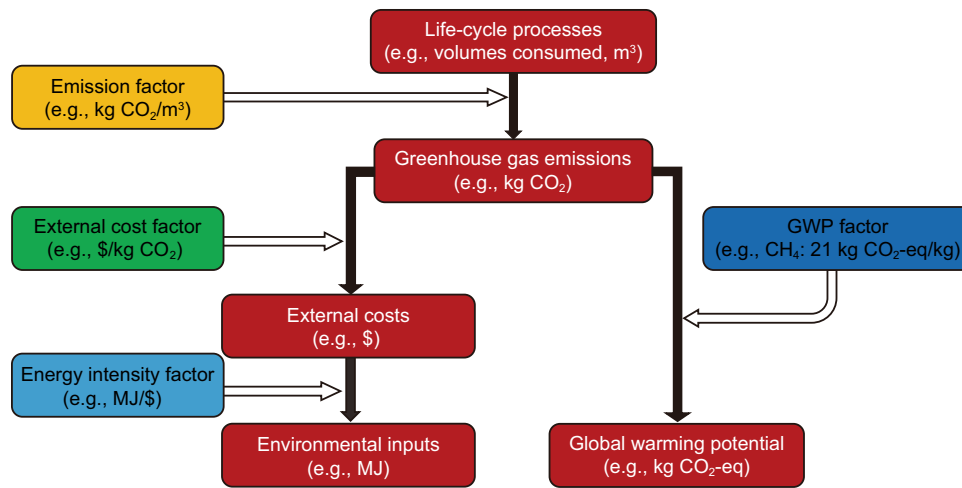 Life-cycle processes
(e.g., volumes consumed, m³)
Emission factor
(e.g., kg CO₂/m³)
Greenhouse gas emissions
(e.g., kg CO₂)
External cost factor
(e.g., $/kg CO₂)
GWP factor
(e.g., CH₄: 21 kg CO₂-eq/kg)
External costs
(e.g., $)
Energy intensity factor
(e.g., MJ/$)
Environmental inputs
(e.g., MJ)
Global warming potential
(e.g., kg CO₂-eq)